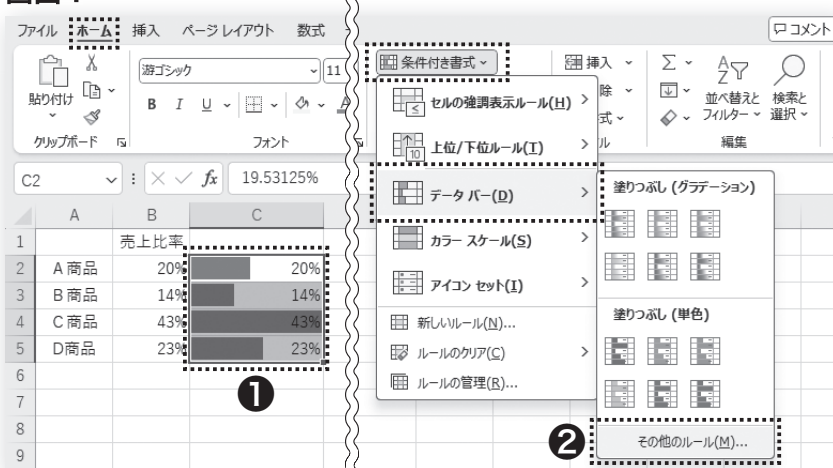 ファイル ホーム 挿入 ページ レイアウト 数式
コメント
貼り付け
クリップボード
游ゴシック
11
B I U
フォント
条件付き書式
挿入
除
式
ル
並べ替えと
フィルター
検索と
選択
編集
C2
fx 19.53125%
A B C
1 売上比率
2 A商品 20% 20%
3 B商品 14% 14%
4 C商品 43% 43%
5 D商品 23% 23%
6
7
8
9
❶
セルの強調表示ルール(H)
上位/下位ルール(T)
データ バー(D)
カラー スケール(S)
アイコン セット(I)
新しいルール(N)...
ルールのクリア(C)
ルールの管理(R)...
塗りつぶし (グラデーション)
塗りつぶし (単色)
❷
その他のルール(M)...